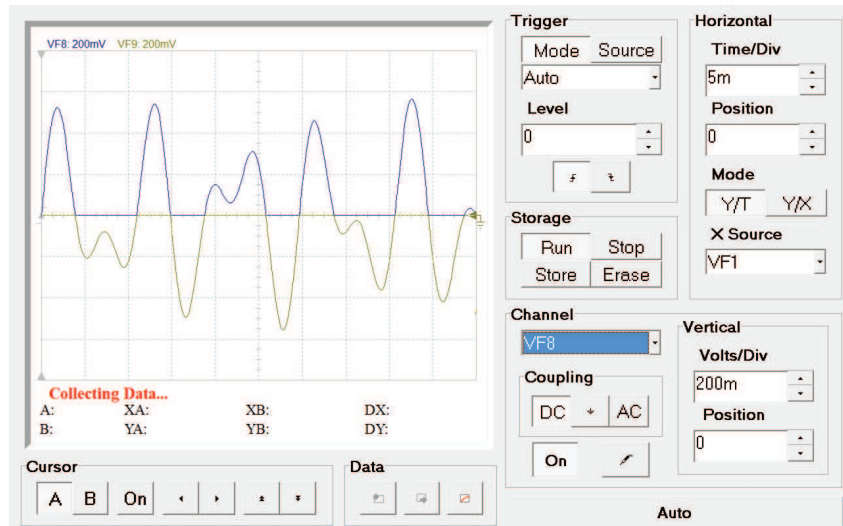 VF8: 200mV VF9: 200mV
Collecting Data...
A: XA: XB: DX:
B: YA: YB: DY:
Cursor
A B On
Data
Trigger
Mode Source
Auto
Level
0
Storage
Run Stop
Store Erase
Horizontal
Time/Div
5m
Position
0
Mode
Y/T Y/X
X Source
VF1
Channel
VF8
Coupling
DC AC
On
Vertical
Volts/Div
200m
Position
0
Auto